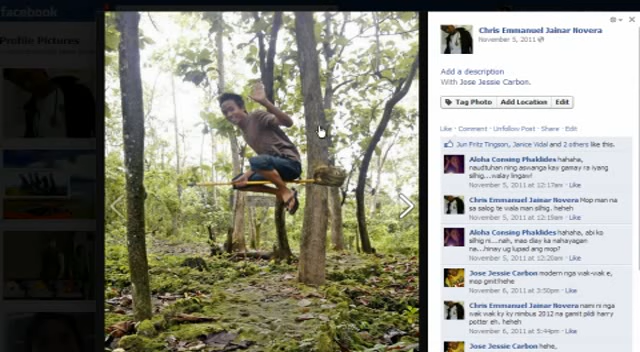 facebook
Profile Pictures
Chris Emmanuel Jainar Novera
November 5, 2011
Add a description
With Jose Jessie Carbon.
Tag Photo Add Location Edit
Like · Comment · Unfollow Post · Share · Edit
Jun Fritz Tingson, Janice Vidal and 2 others like this.
Aloha Consing Phaklides hahaha,
naudtuhan ning aswanga kay gamay ra iyang
silhig...walay lingaw!
November 5, 2011 at 12:17am · Like
Chris Emmanuel Jainar Novera Mop man na
sa salog te wala man silhig. heheh
November 5, 2011 at 12:19am · Like
Aloha Consing Phaklides hahaha, abi ko
silhig ni...nah, mao diay ka nahayagan
na...hinay ug lupad ang mop?
November 5, 2011 at 12:20am · Like
Jose Jessie Carbon modern nga wak-wak e,
mop gmit!hehe
November 6, 2011 at 3:50pm · Like
Chris Emmanuel Jainar Novera nami ni nga
wak wak ky ky nimbus 2012 na gamit pildi harry
potter eh. heheh
November 6, 2011 at 5:44pm · Like
Jose Jessie Carbon hehe,